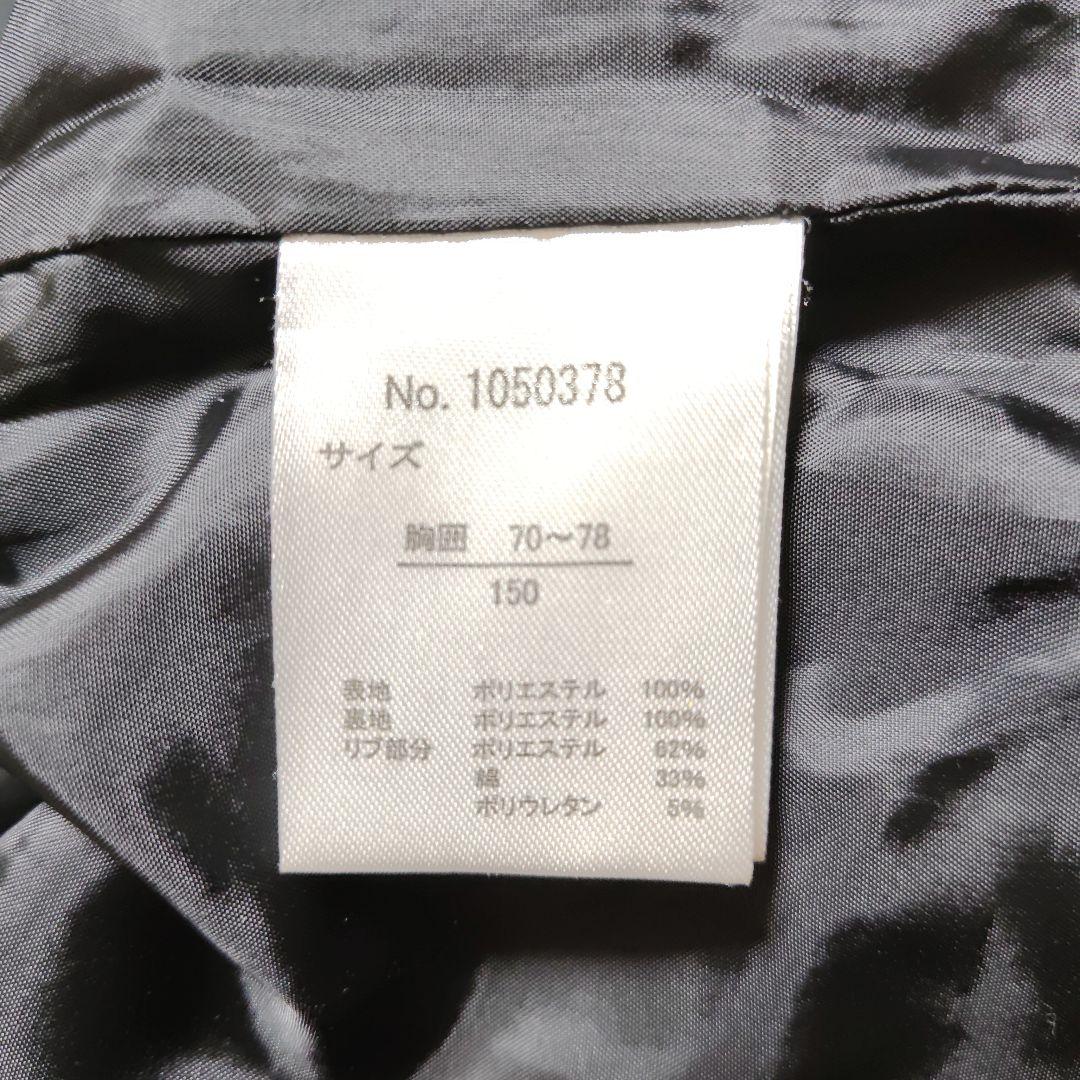 No. 1050378
サイズ
胸囲 70～78
150
表地 ポリエステル 100%
裏地 ポリエステル 100%
リブ部分 ポリエステル 62%
綿 33%
ポリウレタン 5%